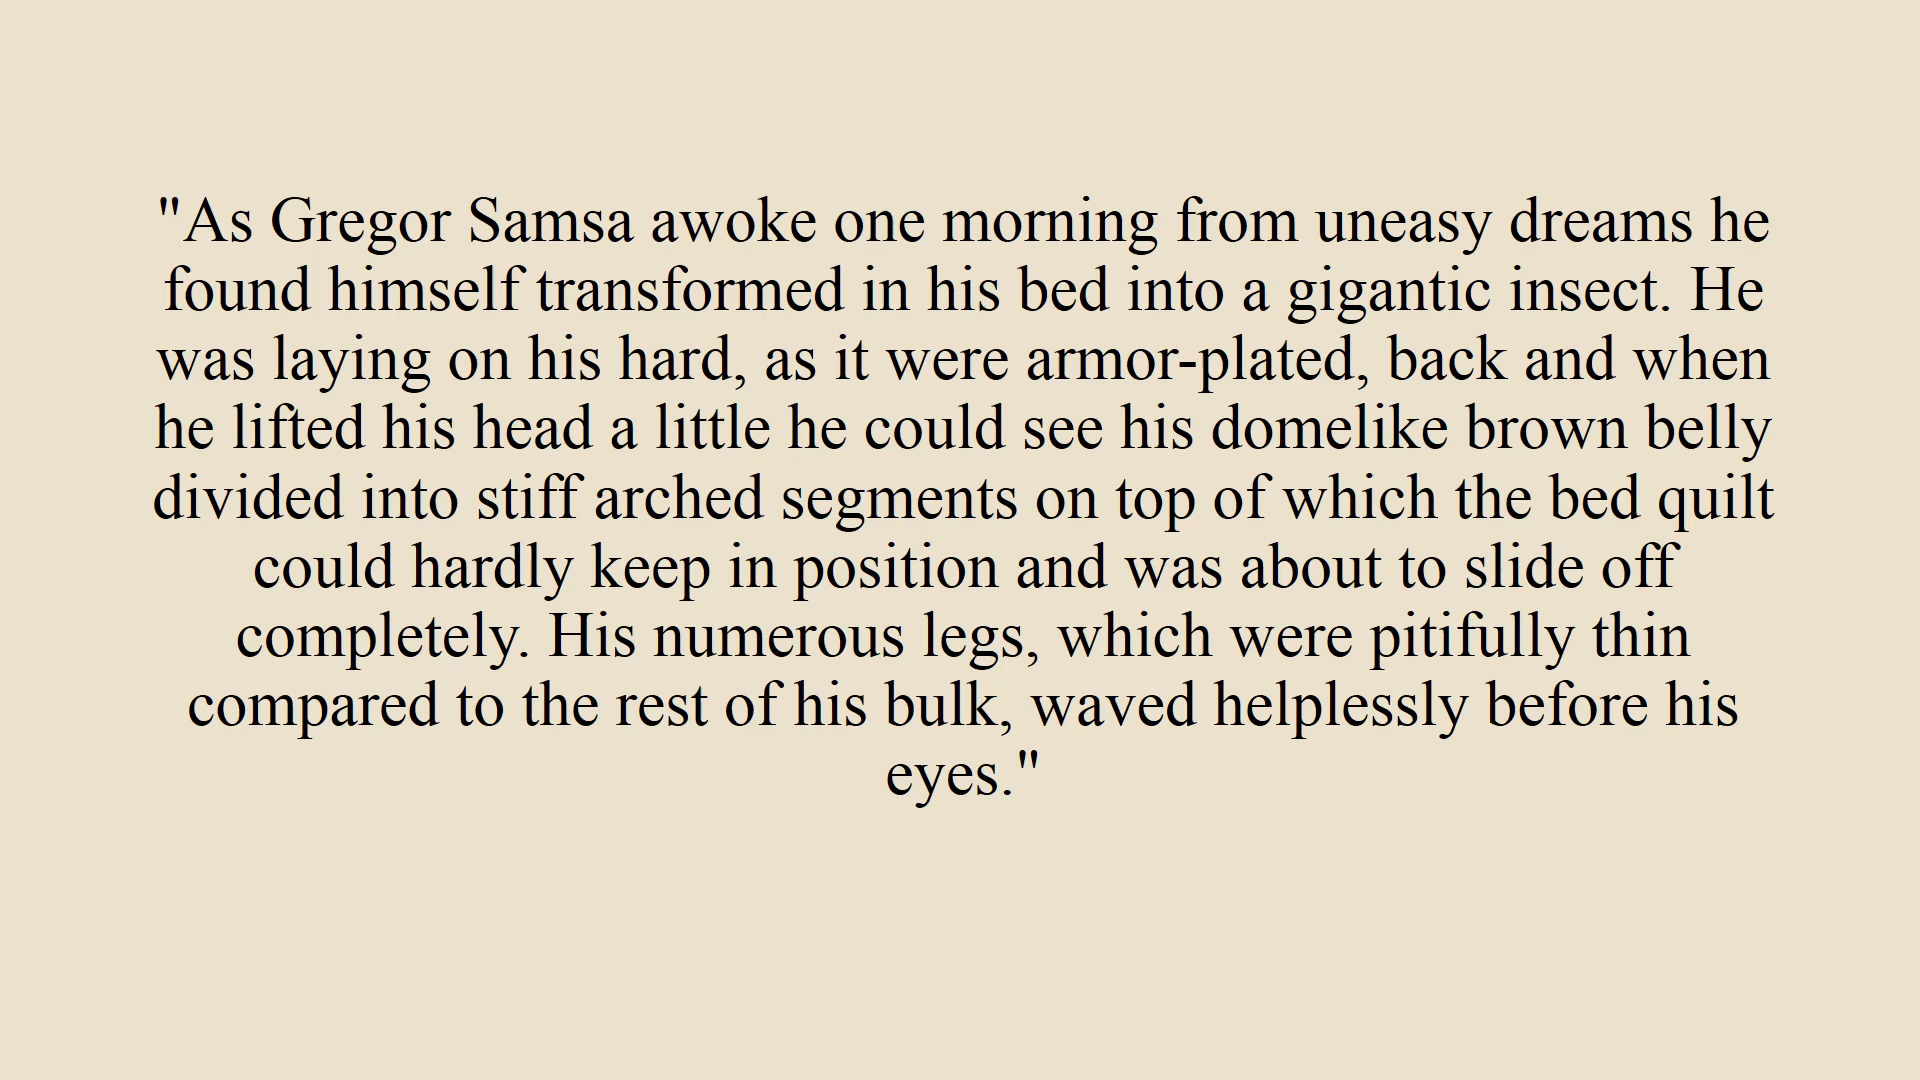 "As Gregor Samsa awoke one morning from uneasy dreams he
found himself transformed in his bed into a gigantic insect. He
was laying on his hard, as it were armor-plated, back and when
he lifted his head a little he could see his domelike brown belly
divided into stiff arched segments on top of which the bed quilt
could hardly keep in position and was about to slide off
completely. His numerous legs, which were pitifully thin
compared to the rest of his bulk, waved helplessly before his
eyes."